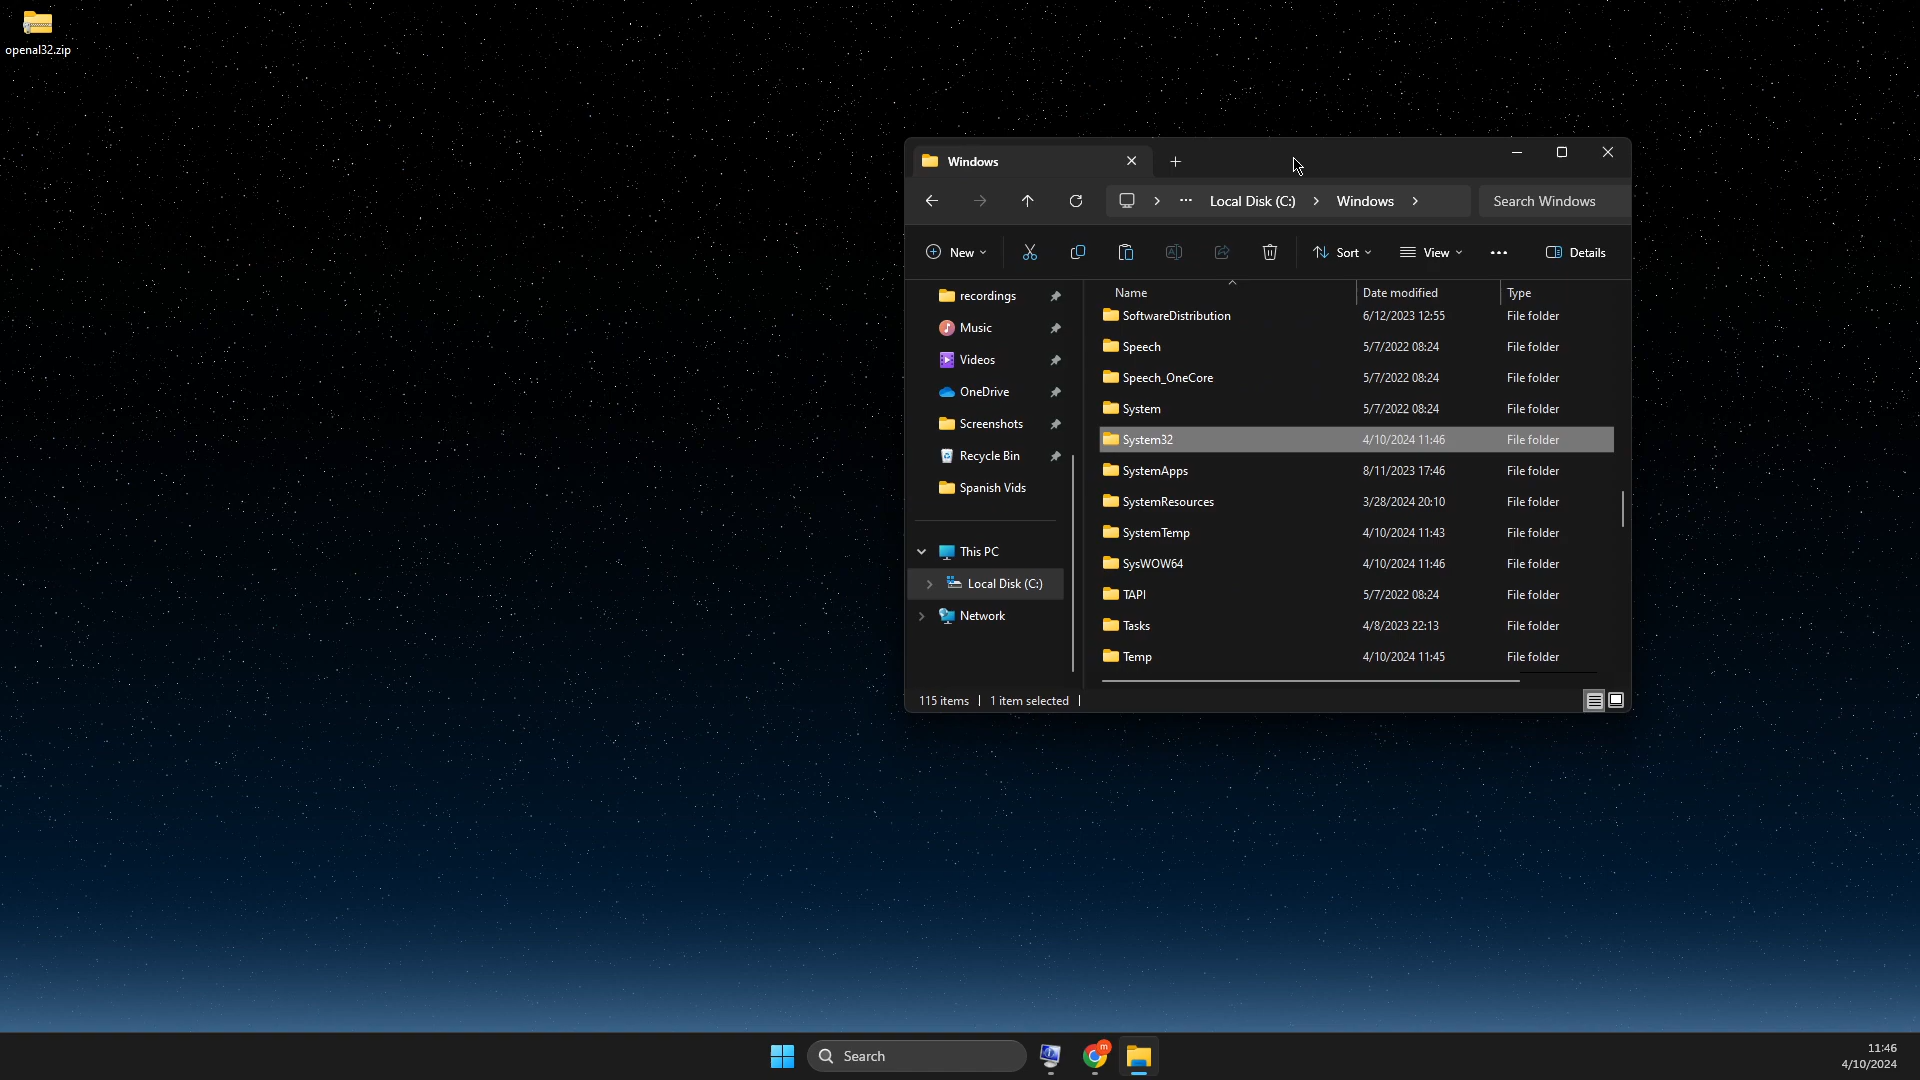 openal32.zip
Windows
Local Disk (C:)
Windows
Search Windows
New
Sort
View
Details
recordings
Music
Videos
OneDrive
Screenshots
Recycle Bin
Spanish Vids
This PC
Local Disk (C:)
Network
Name Date modified Type
SoftwareDistribution 6/12/2023 12:55 File folder
Speech 5/7/2022 08:24 File folder
Speech_OneCore 5/7/2022 08:24 File folder
System 5/7/2022 08:24 File folder
System32 4/10/2024 11:46 File folder
SystemApps 8/11/2023 17:46 File folder
SystemResources 3/28/2024 20:10 File folder
SystemTemp 4/10/2024 11:43 File folder
SysWOW64 4/10/2024 11:46 File folder
TAPI 5/7/2022 08:24 File folder
Tasks 4/8/2023 22:13 File folder
Temp 4/10/2024 11:45 File folder
115 items 1 item selected
Search
m
11:46
4/10/2024